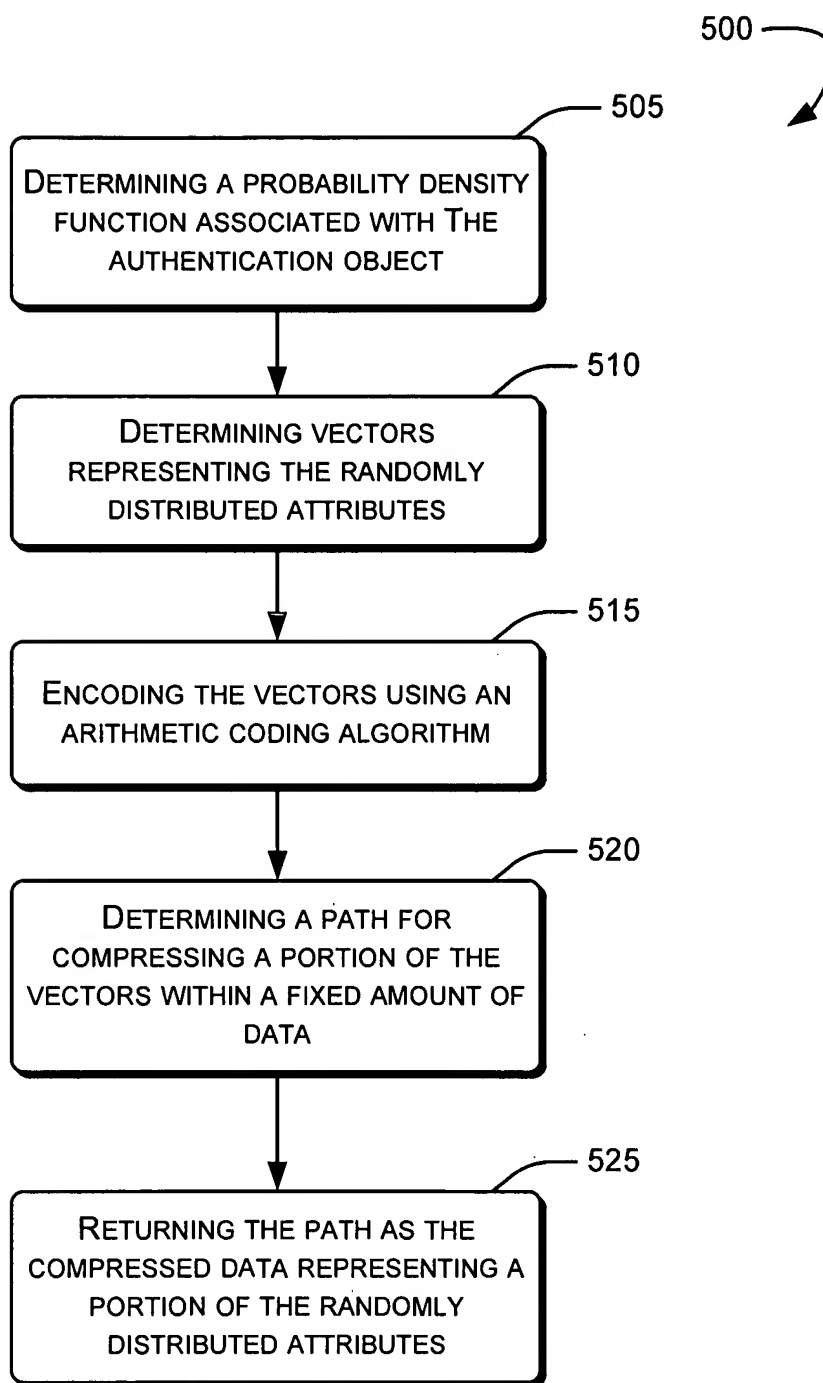 500
505
DETERMINING A PROBABILITY DENSITY
FUNCTION ASSOCIATED WITH THE
AUTHENTICATION OBJECT
510
DETERMINING VECTORS
REPRESENTING THE RANDOMLY
DISTRIBUTED ATTRIBUTES
515
ENCODING THE VECTORS USING AN
ARITHMETIC CODING ALGORITHM
520
DETERMINING A PATH FOR
COMPRESSING A PORTION OF THE
VECTORS WITHIN A FIXED AMOUNT OF
DATA
525
RETURNING THE PATH AS THE
COMPRESSED DATA REPRESENTING A
PORTION OF THE RANDOMLY
DISTRIBUTED ATTRIBUTES